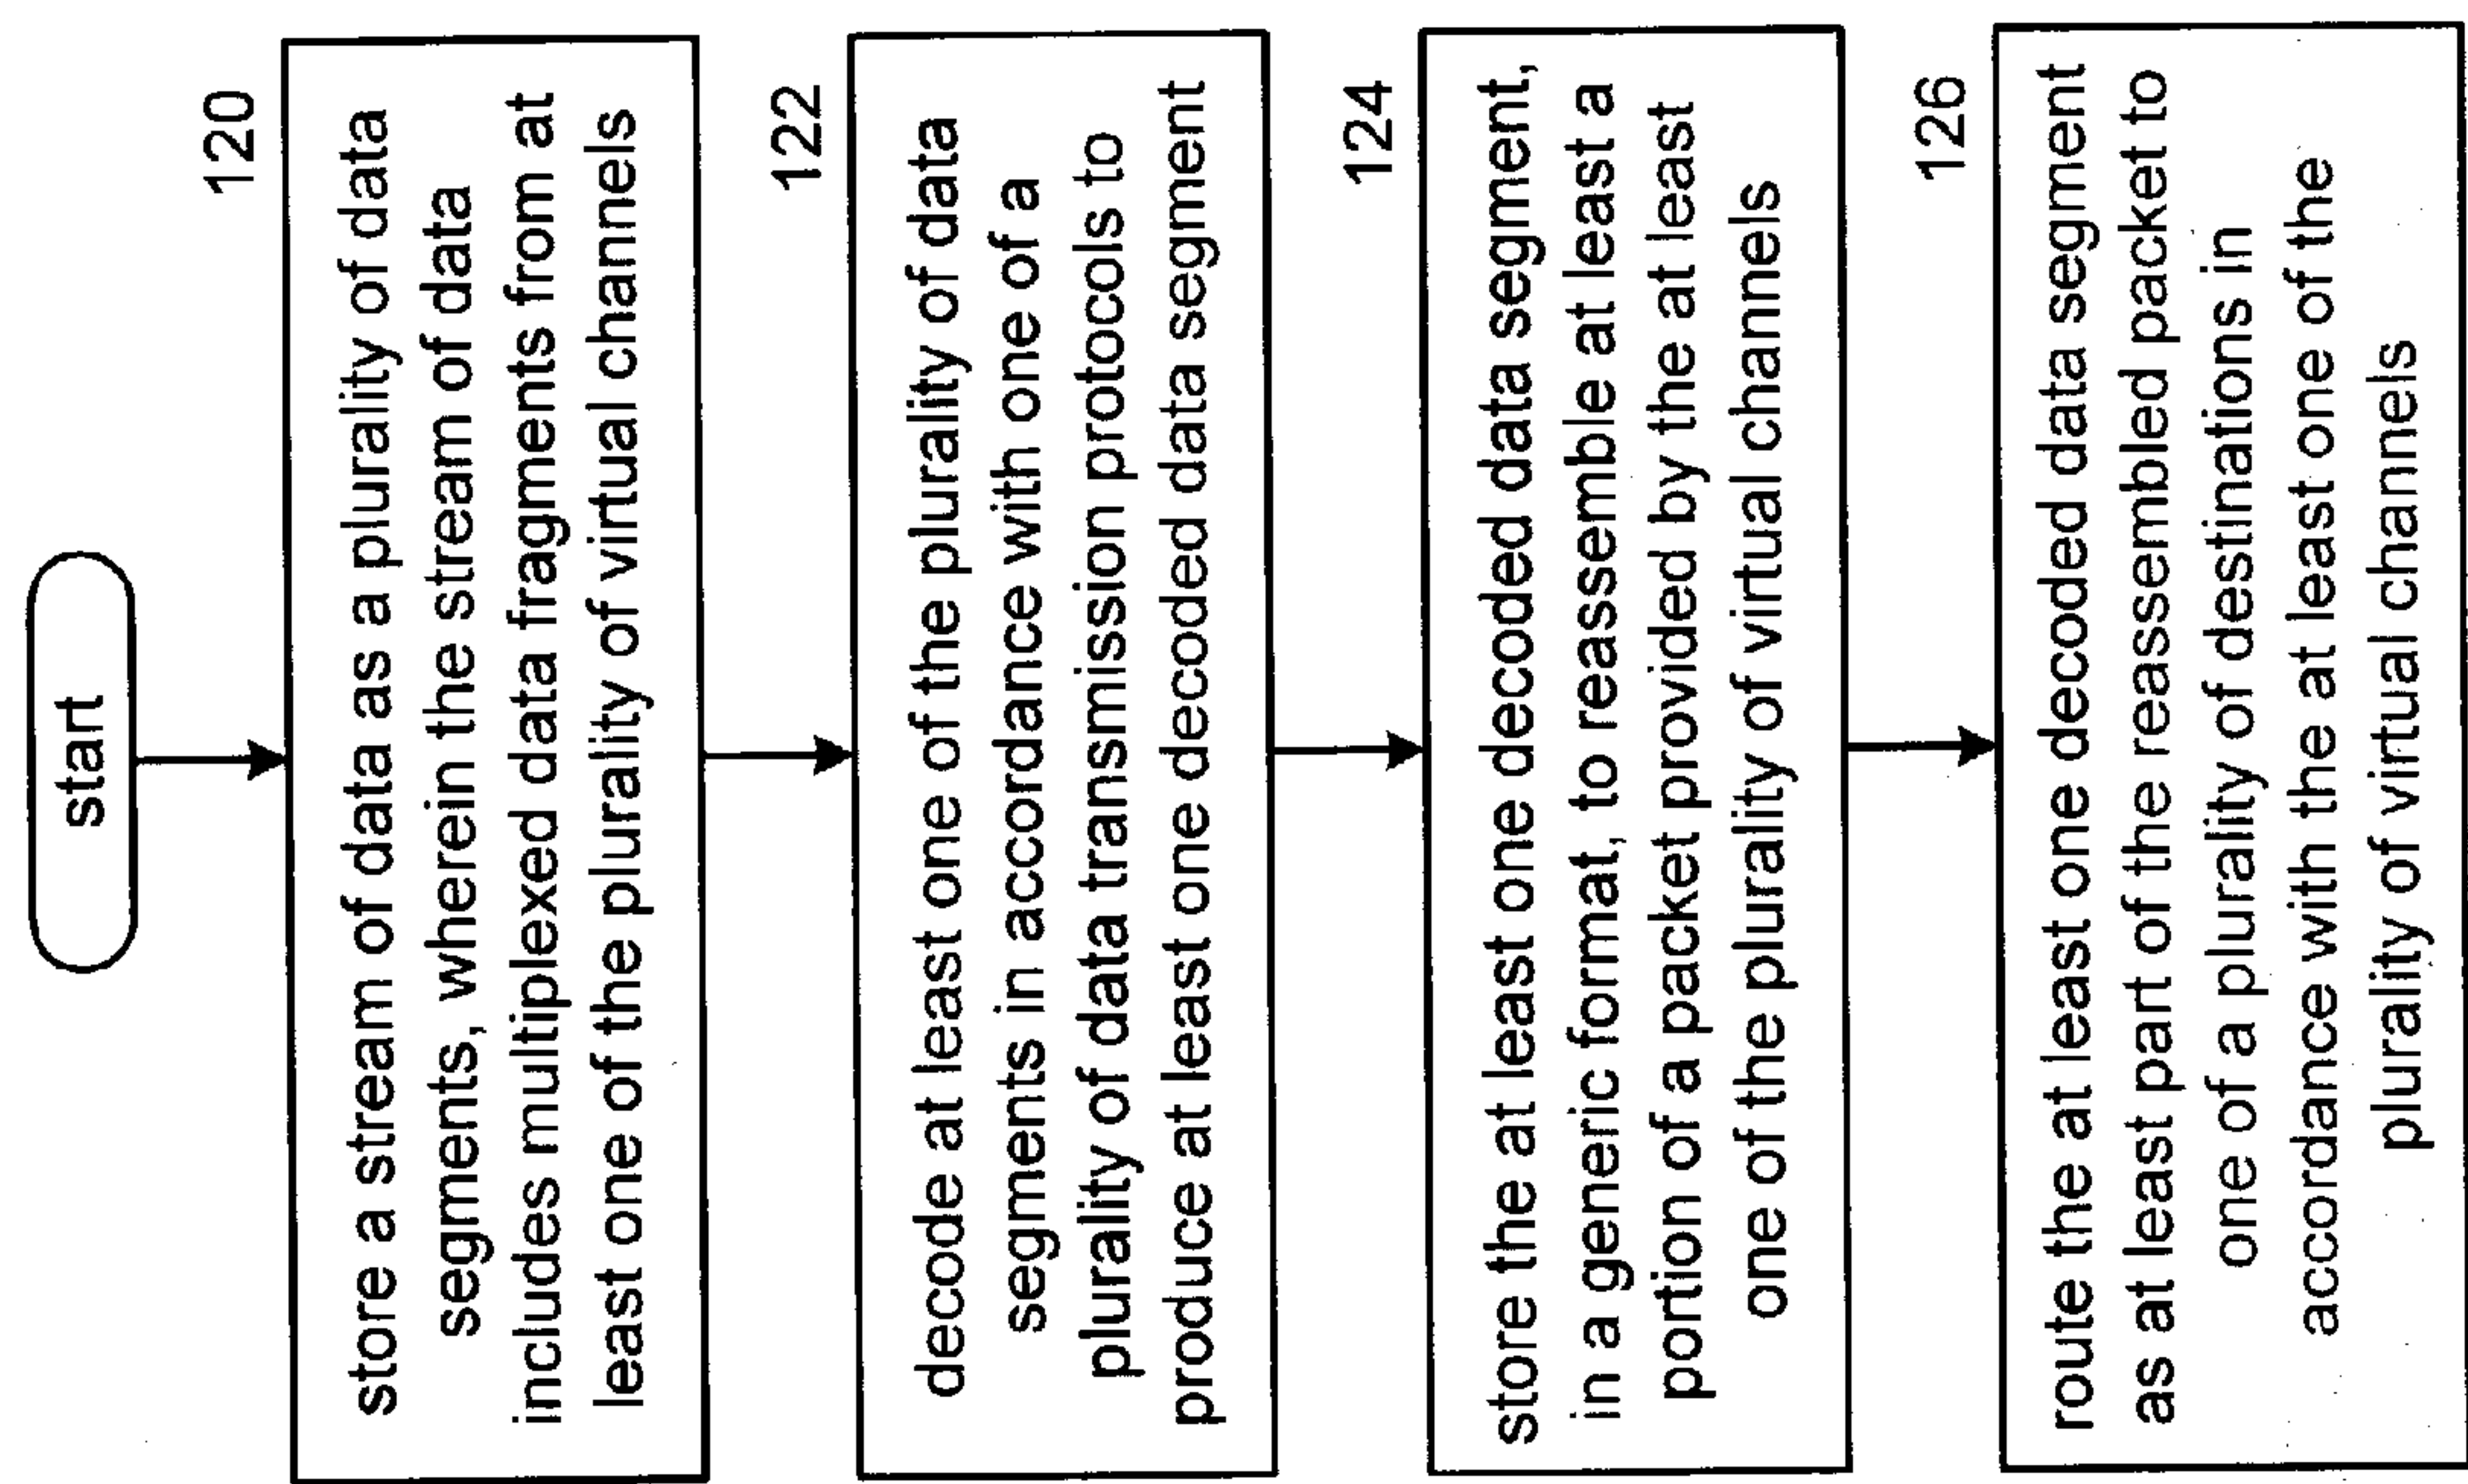 start
120
store a stream of data as a plurality of data
segments, wherein the stream of data
includes multiplexed data fragments from at
least one of the plurality of virtual channels
122
decode at least one of the plurality of data
segments in accordance with one of a
plurality of data transmission protocols to
produce at least one decoded data segment
124
store the at least one decoded data segment,
in a generic format, to reassemble at least a
portion of a packet provided by the at least
one of the plurality of virtual channels
126
route the at least one decoded data segment
as at least part of the reassembled packet to
one of a plurality of destinations in
accordance with the at least one of the
plurality of virtual channels